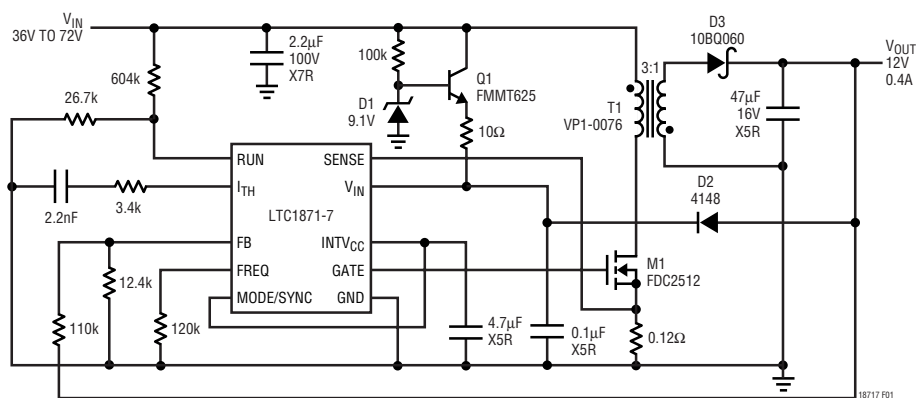 V_IN
36V TO 72V
604k
26.7k
2.2µF
100V
X7R
100k
D1
9.1V
Q1
FMMT625
10Ω
3:1
T1
VP1-0076
D3
10BQ060
V_OUT
12V
0.4A
47µF
16V
X5R
RUN
SENSE
I_TH
V_IN
LTC1871-7
FB
INTV_CC
FREQ
GATE
MODE/SYNC
GND
2.2nF
3.4k
D2
4148
M1
FDC2512
110k
12.4k
120k
4.7µF
X5R
0.1µF
X5R
0.12Ω
18717 F01